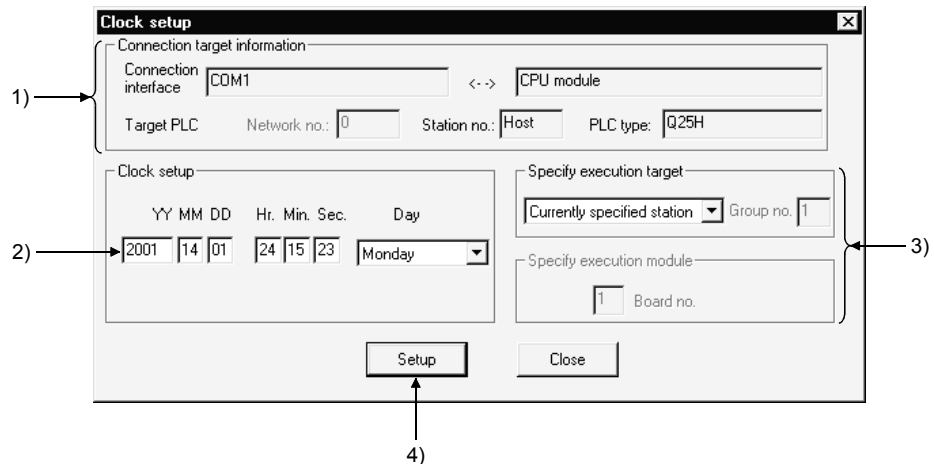 Clock setup
Connection target information
Connection interface COM1 <--> CPU module
1)
Target PLC Network no.: 0 Station no.: Host PLC type: Q25H
Clock setup
Specify execution target
YY MM DD Hr. Min. Sec. Day
Currently specified station Group no. 1
2)
2001 14 01 24 15 23 Monday
3)
Specify execution module
1 Board no.
Setup Close
4)